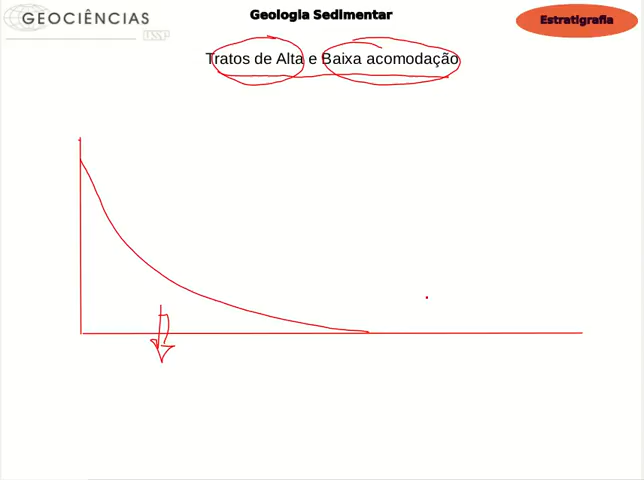 GEOCIÊNCIAS
USP
Geologia Sedimentar
Estratigrafia
Tratos de Alta e Baixa acomodação